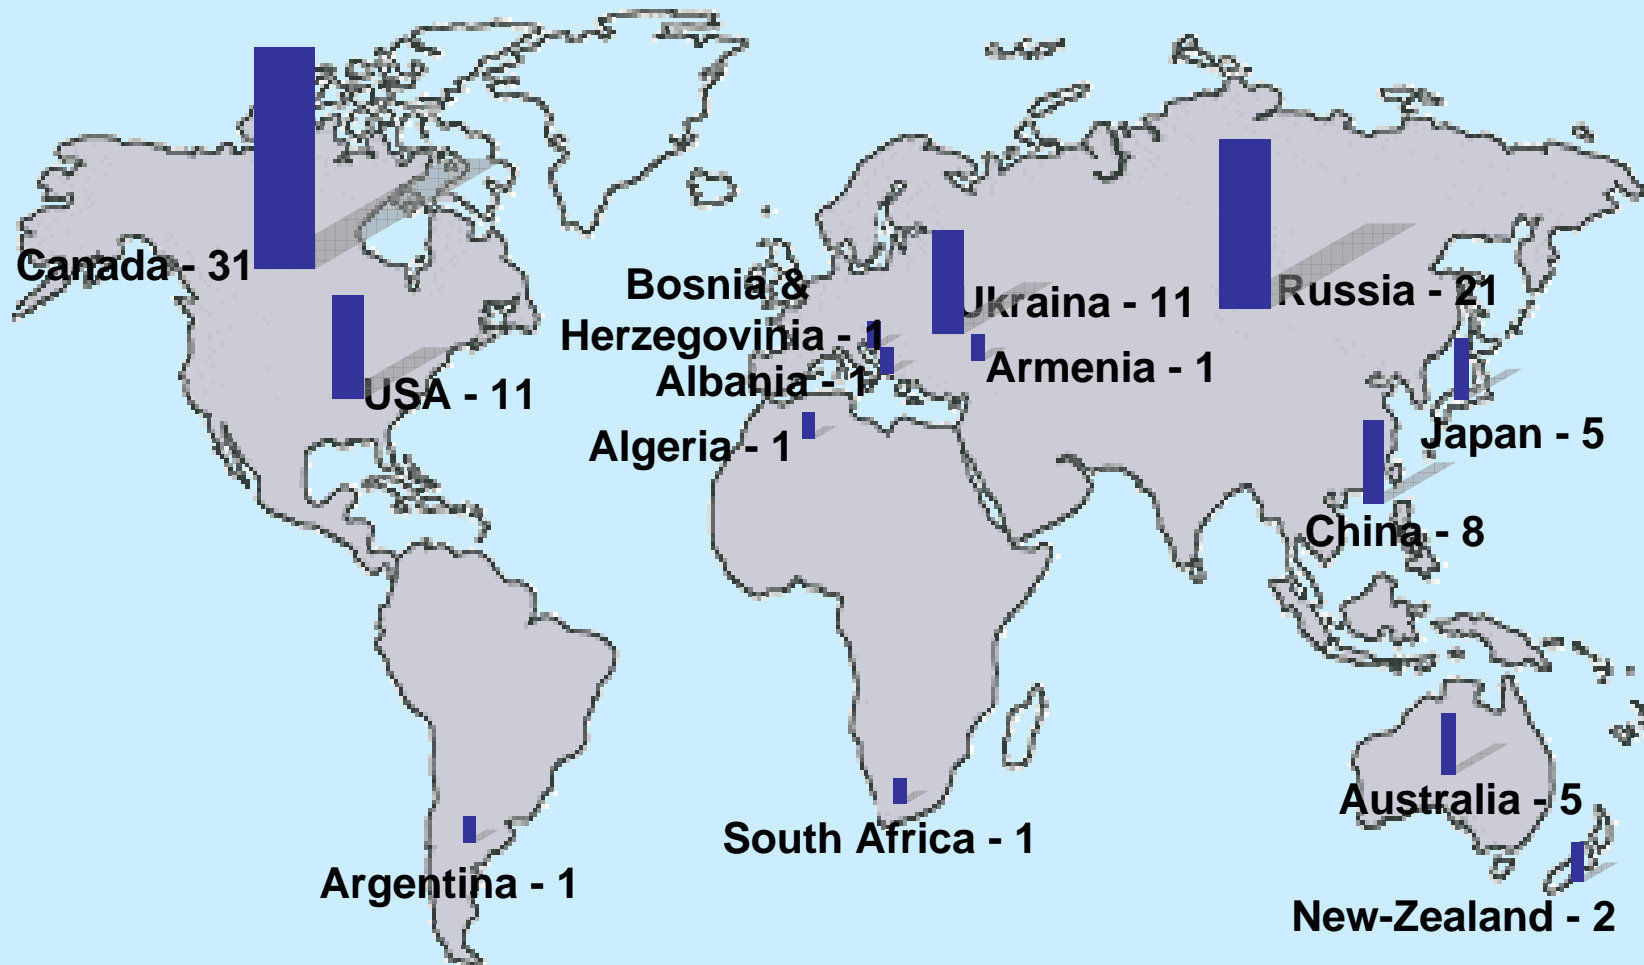 Canada - 31
Bosnia &
Ukraina - 11
Russia - 21
Herzegovinia - 1
Armenia - 1
USA - 11
Albania - 1
Japan - 5
Algeria - 1
China - 8
Australia - 5
South Africa - 1
Argentina - 1
New-Zealand - 2